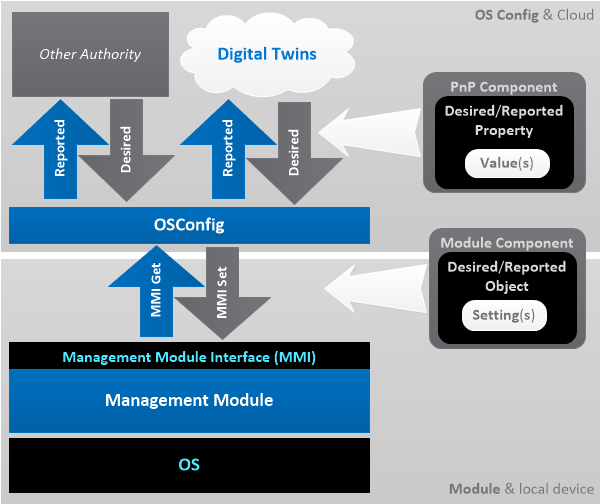 OS Config & Cloud
Other Authority
Digital Twins
Reported
Desired
Reported
Desired
PnP Component
Desired/Reported
Property
Value(s)
OSConfig
MMI Get
MMI Set
Module Component
Desired/Reported
Object
Setting(s)
Management Module Interface (MMI)
Management Module
OS
Module & local device